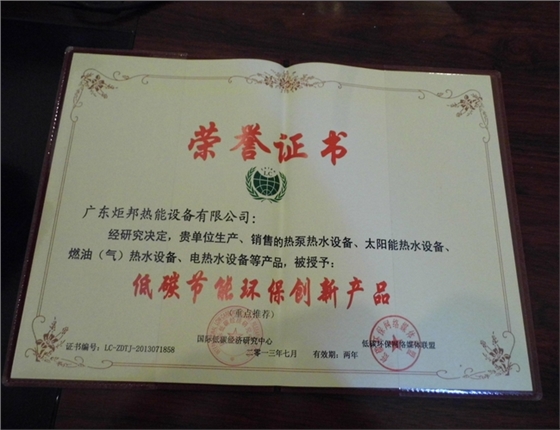 荣誉证书
广东炬邦热能设备有限公司：
经研究决定，贵单位生产、销售的热泵热水设备、太阳能热水设备、
燃油（气）热水设备、电热水设备等产品，被授予：
低碳节能环保创新产品
（重点推荐）
国际低碳经济研究中心 低碳环保网络媒体联盟
证书编号：LC-ZDTJ-2013071858 二零一三年七月 有效期：两年